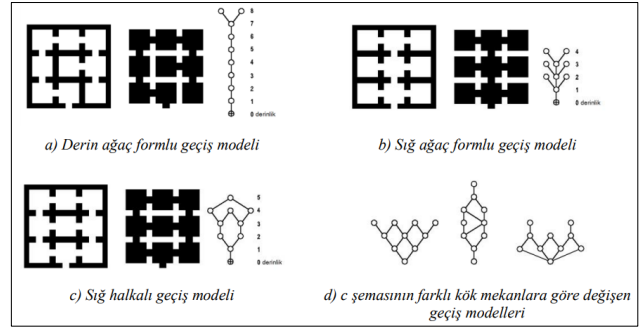 8
7
6
5
4
3
2
1
0 derinlik
4
3
2
1
0 derinlik
a) Derin ağaç formlu geçiş modeli
b) Sığ ağaç formlu geçiş modeli
5
4
3
2
1
0 derinlik
c) Sığ halkalı geçiş modeli
d) c şemasının farklı kök mekanlara göre değişen
geçiş modelleri